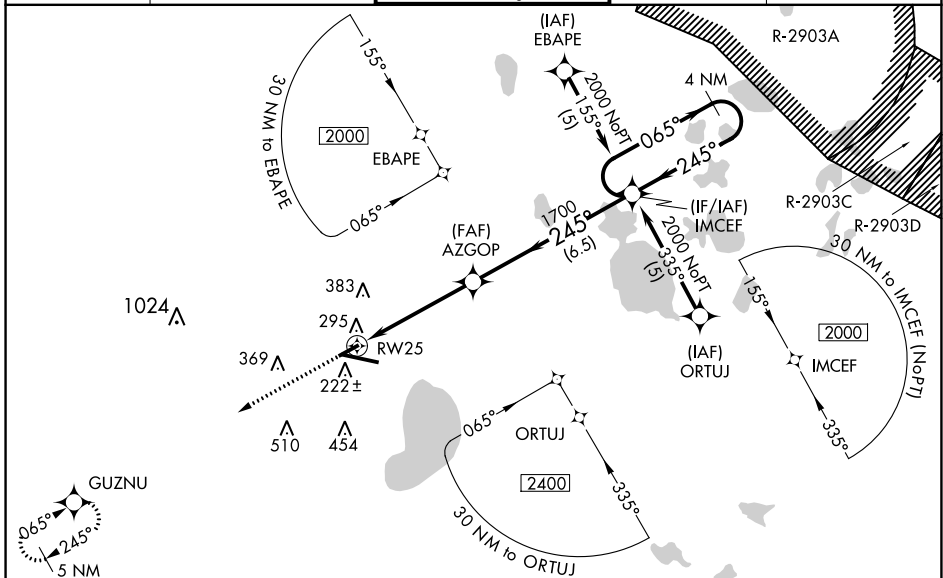 (IAF)
EBAPE
R-2903A
4 NM
2000 NoPT
155°
(5)
065°
245°
155°
30 NM to EBAPE
2000
EBAPE
065°
(IF/IAF)
IMCEF
R-2903C
R-2903D
1700
245°
(6.5)
(FAF)
AZGOP
2000 NoPT
335°
(5)
30 NM to IMCEF (NoPT)
155°
2000
IMCEF
335°
383
1024
295
RW25
369
222±
(IAF)
ORTUJ
510
454
065°
ORTUJ
2400
335°
30 NM to ORTUJ
GUZNU
065°
245°
5 NM